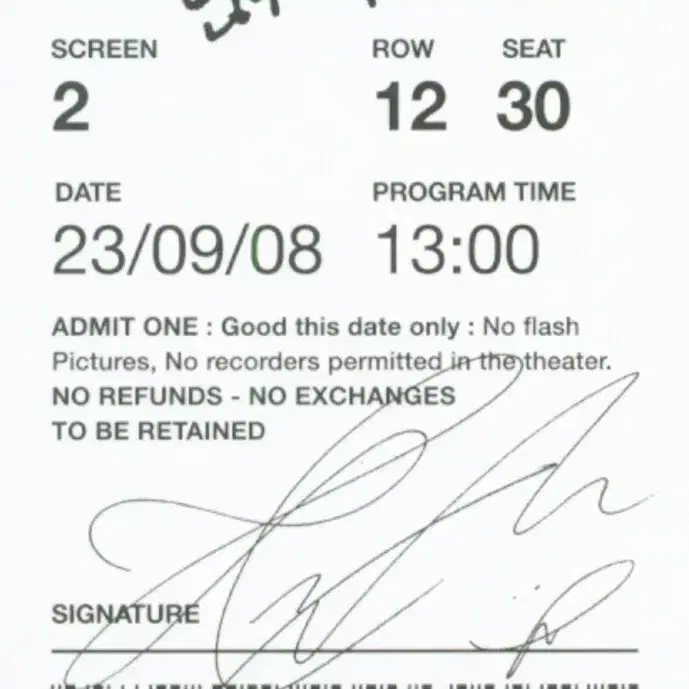 SCREEN ROW SEAT
2 12 30
DATE PROGRAM TIME
23/09/08 13:00
ADMIT ONE : Good this date only : No flash
Pictures, No recorders permitted in the theater.
NO REFUNDS - NO EXCHANGES
TO BE RETAINED
SIGNATURE